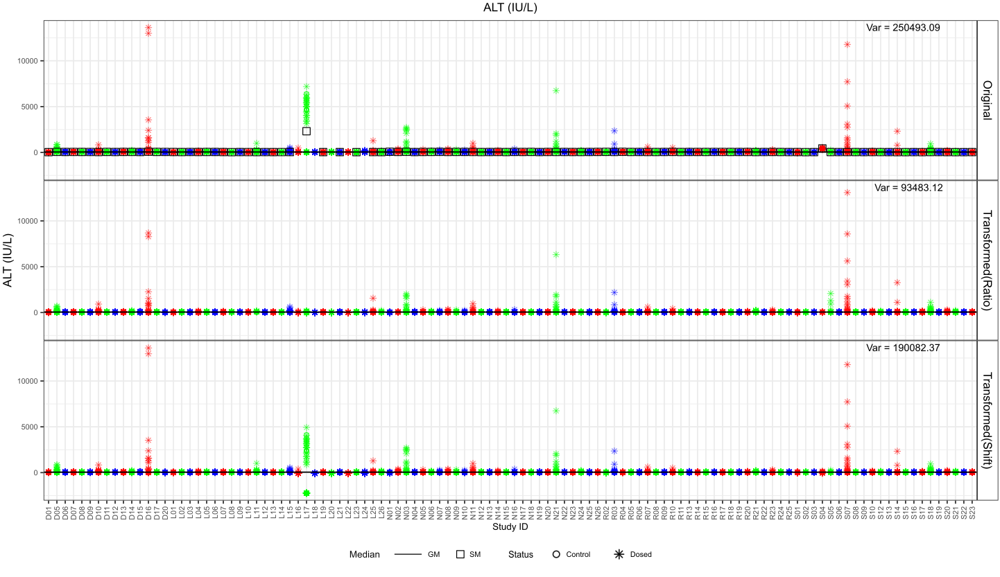 ALT (IU/L)
Var = 250493.09
10000
5000
0
Original
Var = 93483.12
10000
5000
0
Transformed(Ratio)
ALT (IU/L)
Var = 190082.37
10000
5000
0
Transformed(Shift)
D01 D05 D06 D07 D08 D09 D10 D11 D12 D13 D14 D15 D16 D17 D20 L01 L02 L03 L04 L05 L06 L07 L08 L09 L10 L11 L12 L13 L14 L15 L16 L17 L18 L19 L20 L21 L22 L23 L24 L25 L26 N01 N02 N03 N04 N05 N06 N07 N08 N09 N10 N11 N12 N13 N14 N15 N16 N17 N18 N19 N20 N21 N22 N23 N24 N25 N26 R02 R03 R04 R05 R06 R07 R08 R09 R10 R11 R13 R14 R15 R16 R17 R18 R19 R20 R21 R22 R23 R24 R25 S01 S02 S03 S04 S05 S06 S07 S08 S09 S10 S12 S13 S14 S15 S16 S17 S18 S19 S20 S21 S22 S23
Study ID
Median GM SM Status Control Dosed